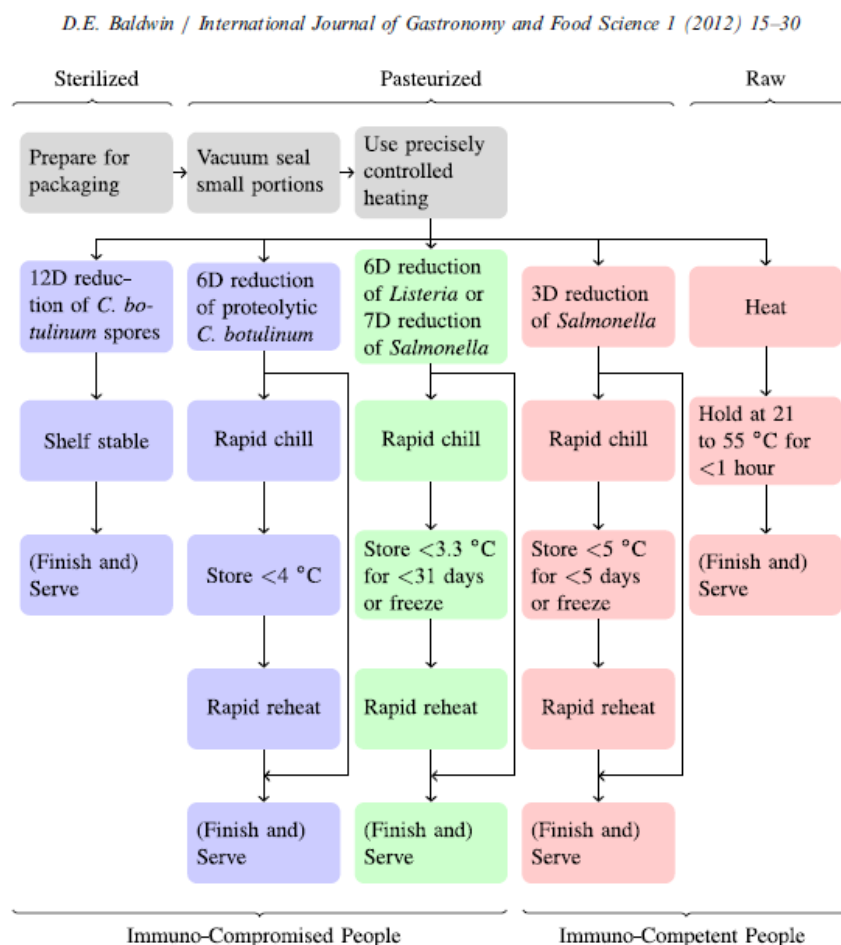 D.E. Baldwin / International Journal of Gastronomy and Food Science 1 (2012) 15–30
Sterilized
Pasteurized
Raw
Prepare for
packaging
Vacuum seal
small portions
Use precisely
controlled
heating
12D reduc-
tion of C. bo-
tulinum spores
6D reduction
of proteolytic
C. botulinum
6D reduction
of Listeria or
7D reduction
of Salmonella
3D reduction
of Salmonella
Heat
Shelf stable
Rapid chill
Rapid chill
Rapid chill
Hold at 21
to 55 °C for
<1 hour
(Finish and)
Serve
Store <4 °C
Store <3.3 °C
for <31 days
or freeze
Store <5 °C
for <5 days
or freeze
(Finish and)
Serve
Rapid reheat
Rapid reheat
Rapid reheat
(Finish and)
Serve
(Finish and)
Serve
(Finish and)
Serve
Immuno-Compromised People
Immuno-Competent People